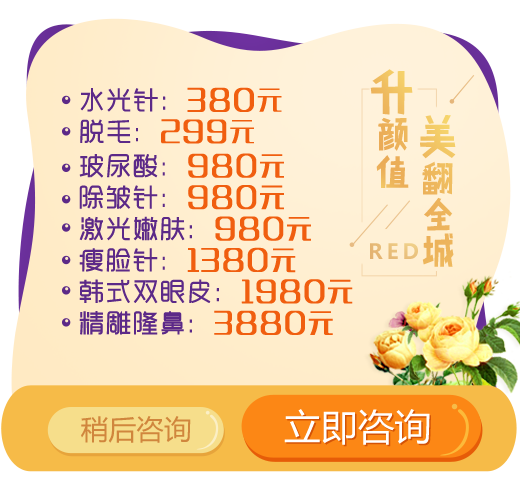 水光针：380元
脱毛：299元
玻尿酸：980元
除皱针：980元
激光嫩肤：980元
瘦脸针：1380元
韩式双眼皮：1980元
精雕隆鼻：3880元
升颜值
美翻全城
RED
稍后咨询
立即咨询